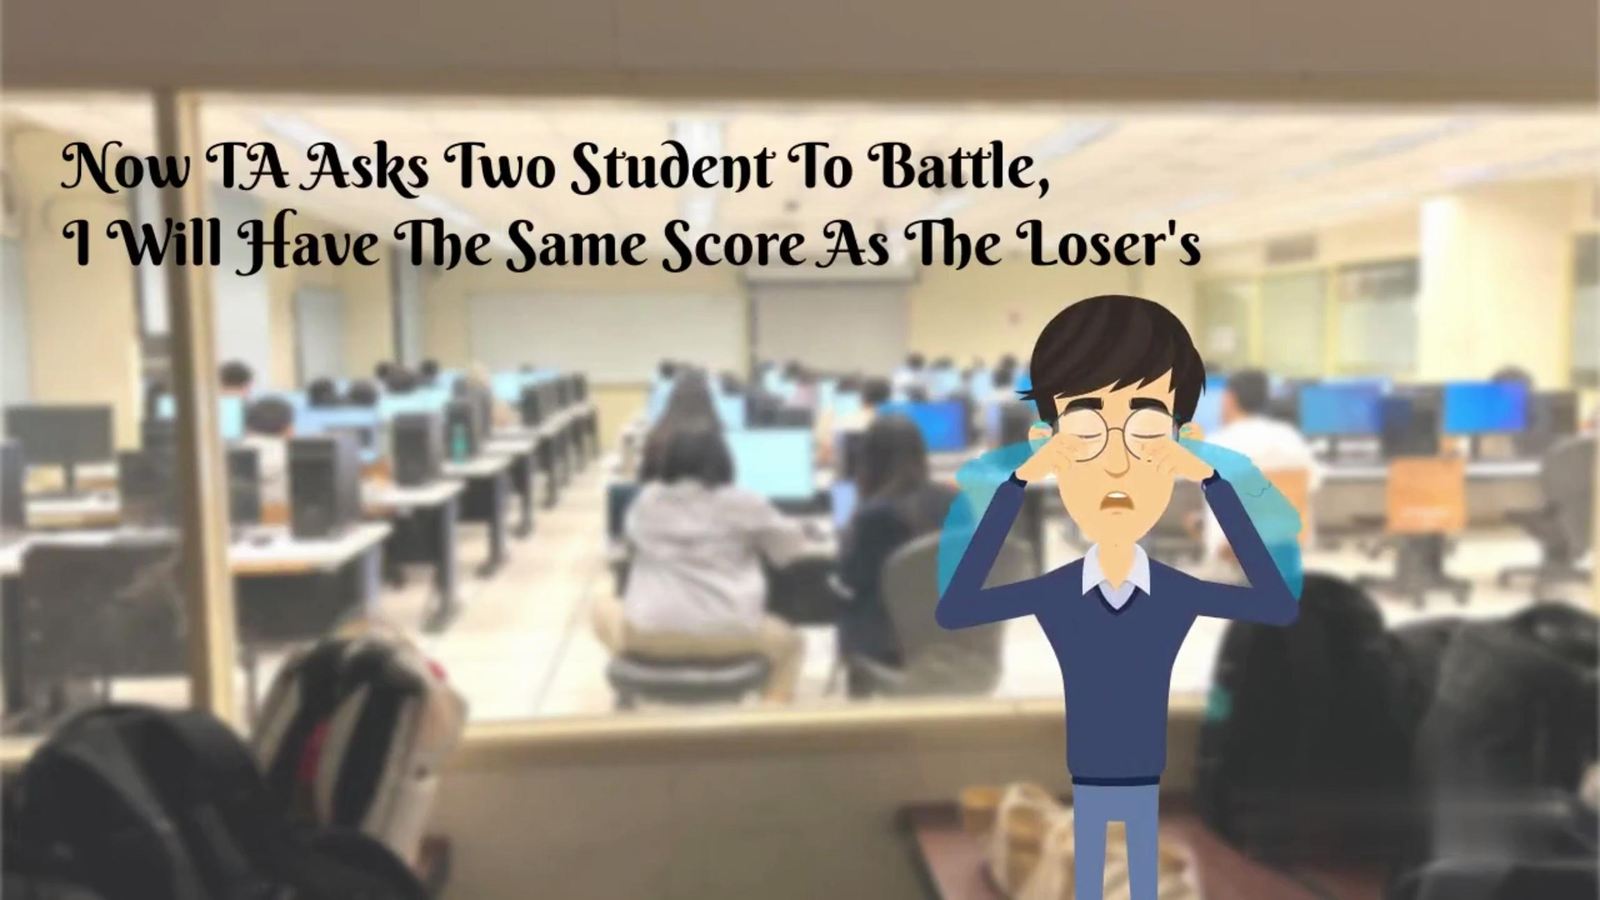 Now TA Asks Two Student To Battle,
I Will Have The Same Score As The Loser's